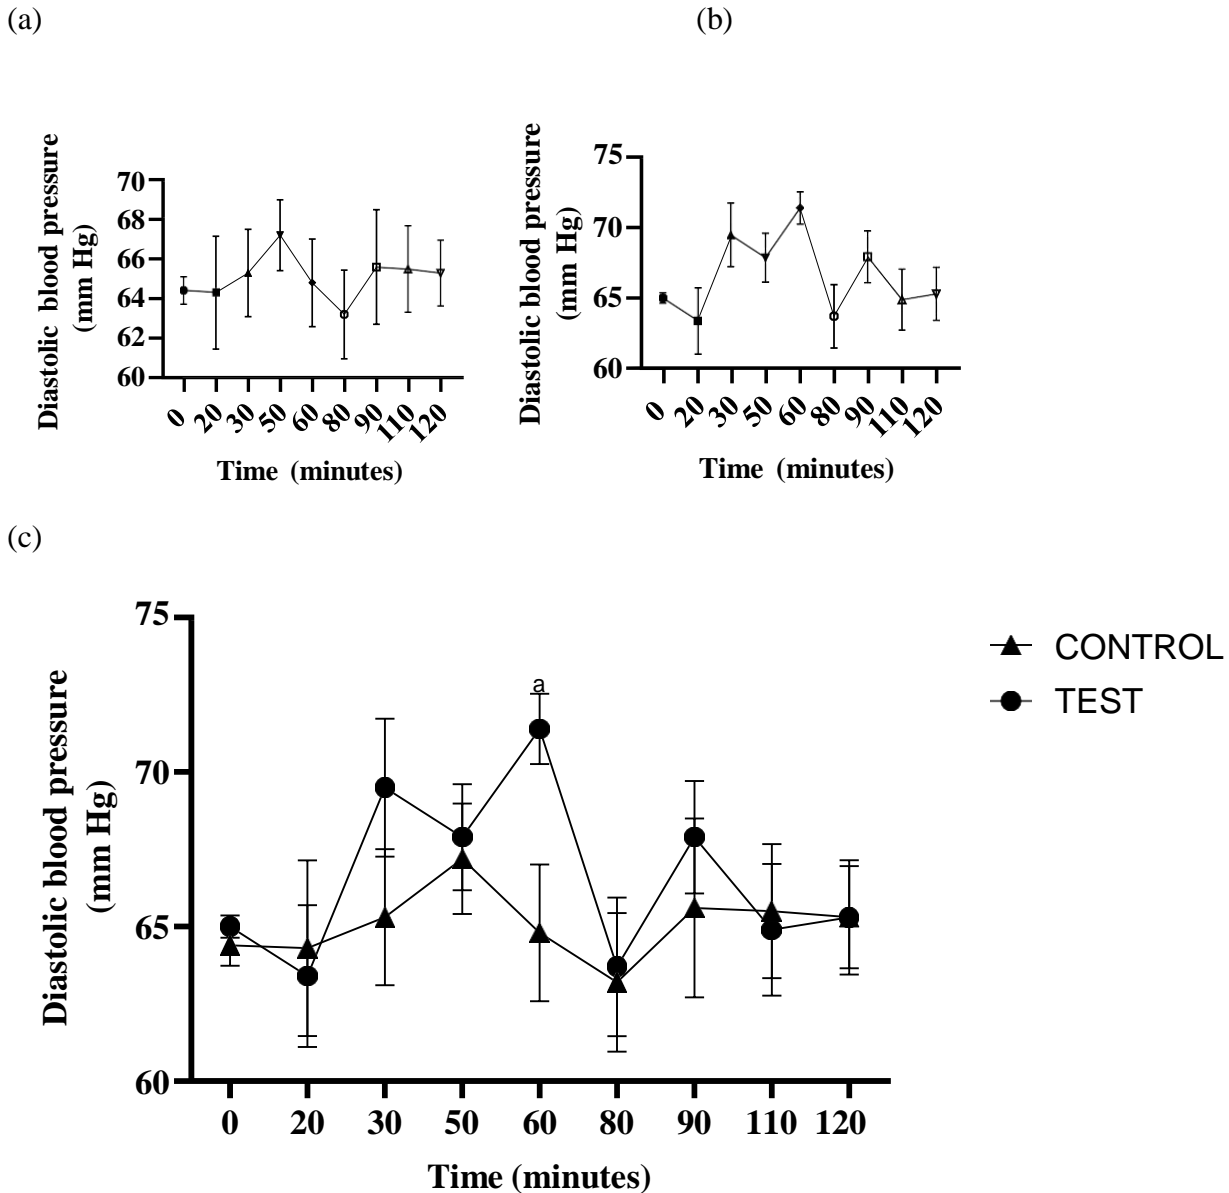 (a)
(b)
Diastolic blood pressure
(mm Hg)
70
68
66
64
62
60
0 20 30 50 60 80 90 110 120
Time (minutes)
Diastolic blood pressure
(mm Hg)
75
70
65
60
0 20 30 50 60 80 90 110 120
Time (minutes)
(c)
Diastolic blood pressure
(mm Hg)
75
70
65
60
a
0 20 30 50 60 80 90 110 120
Time (minutes)
CONTROL
TEST